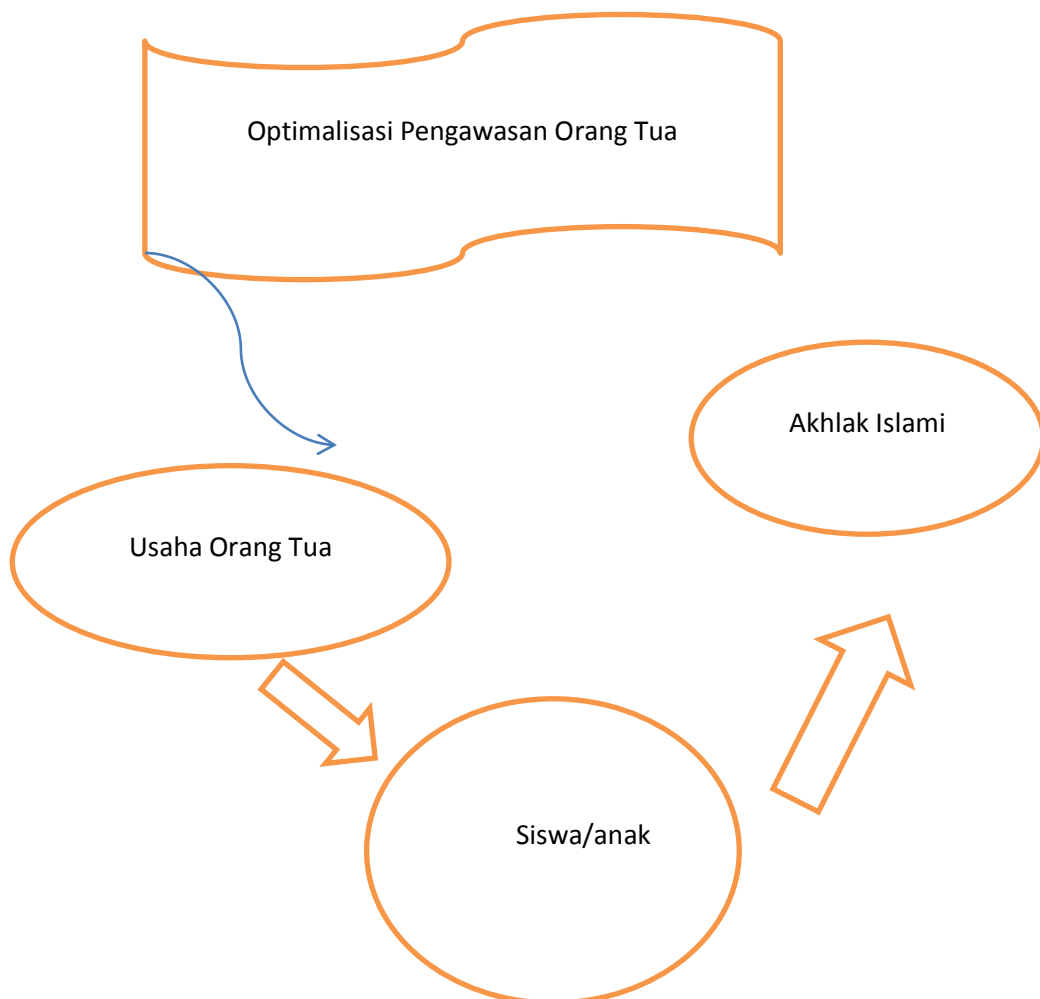 Optimalisasi Pengawasan Orang Tua
Akhlak Islami
Usaha Orang Tua
Siswa/anak